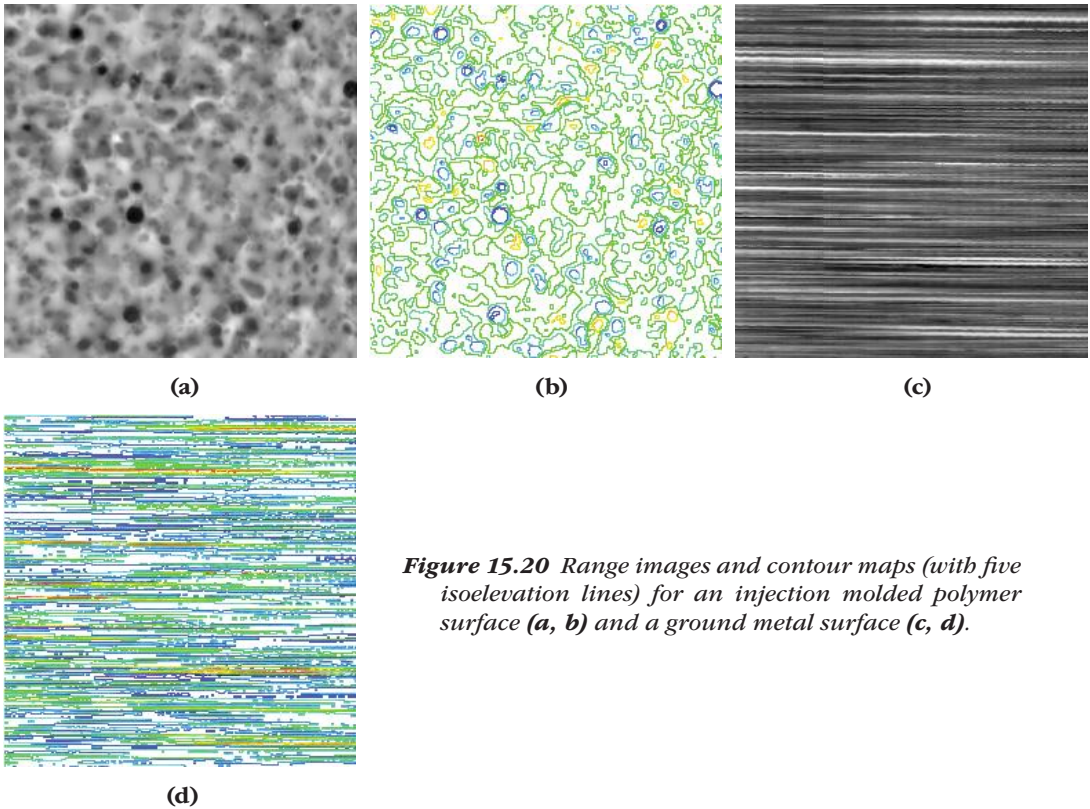 (a)
(b)
(c)
Figure 15.20 Range images and contour maps (with five
isoelevation lines) for an injection molded polymer
surface (a, b) and a ground metal surface (c, d).
(d)